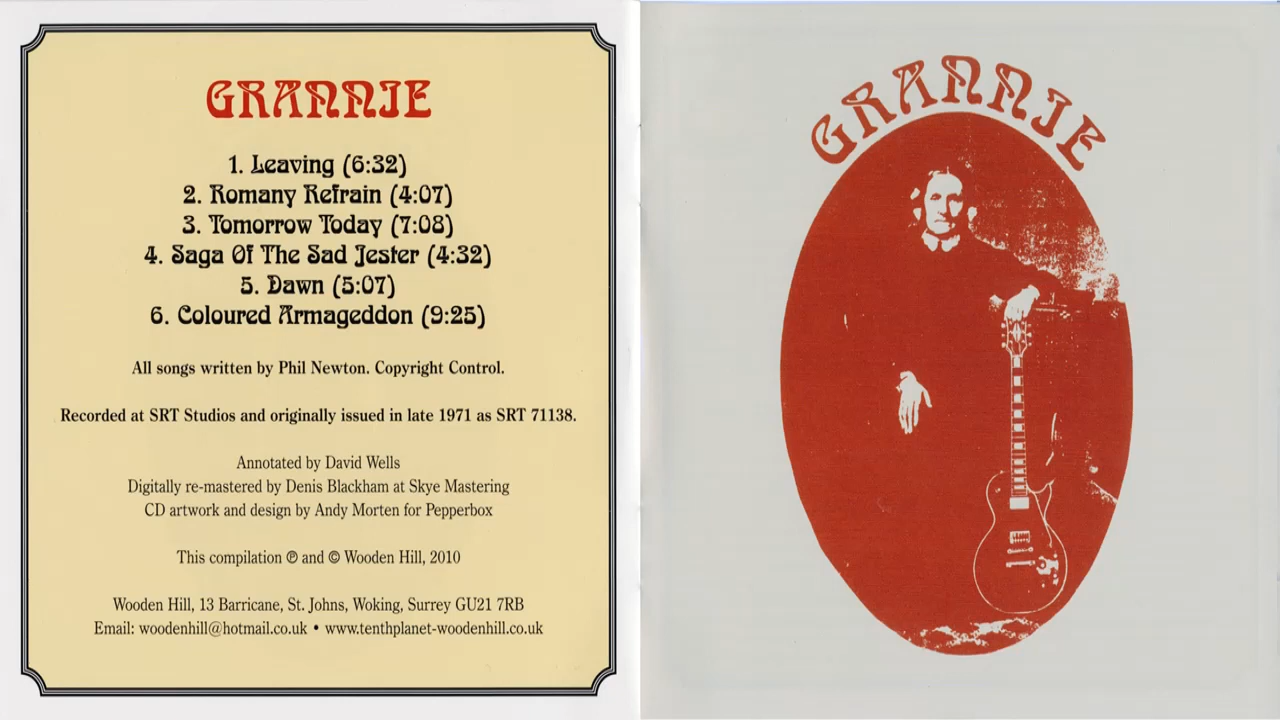 GRANNIE
1. Leaving (6:32)
2. Romany Refrain (4:07)
3. Tomorrow Today (7:08)
4. Saga Of The Sad Jester (4:32)
5. Dawn (5:07)
6. Coloured Armageddon (9:25)
All songs written by Phil Newton. Copyright Control.
Recorded at SRT Studios and originally issued in late 1971 as SRT 71138.
Annotated by David Wells
Digitally re-mastered by Denis Blackham at Skye Mastering
CD artwork and design by Andy Morten for Pepperbox
This compilation ℗ and © Wooden Hill, 2010
Wooden Hill, 13 Barricane, St. Johns, Woking, Surrey GU21 7RB
Email: woodenhill@hotmail.co.uk • www.tenthplanet-woodenhill.co.uk
GRANNIE